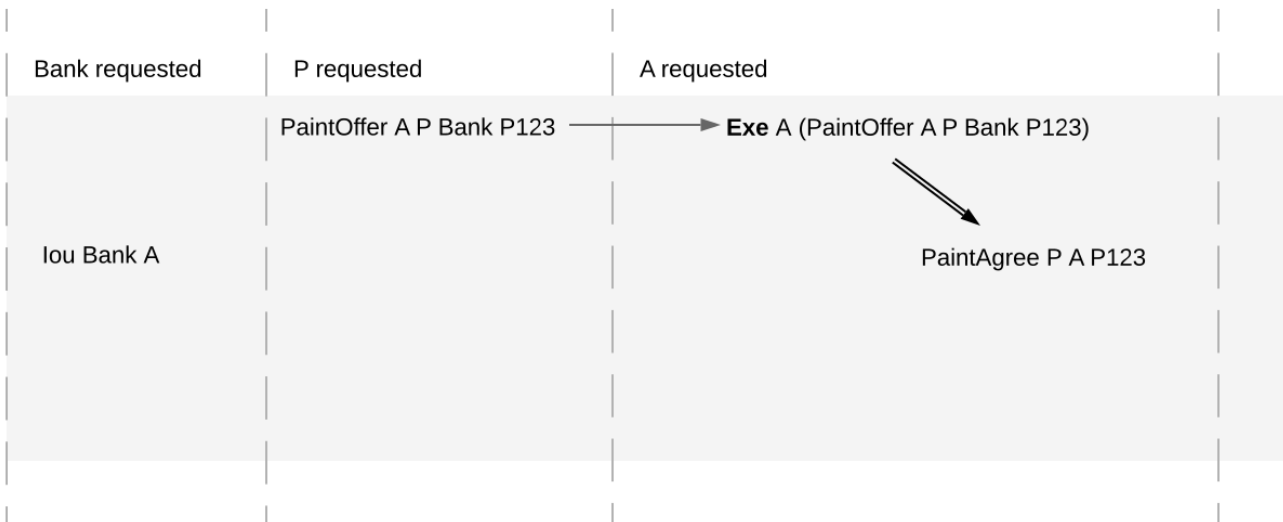 Bank requested
P requested
A requested
PaintOffer A P Bank P123
Exe A (PaintOffer A P Bank P123)
Iou Bank A
PaintAgree P A P123